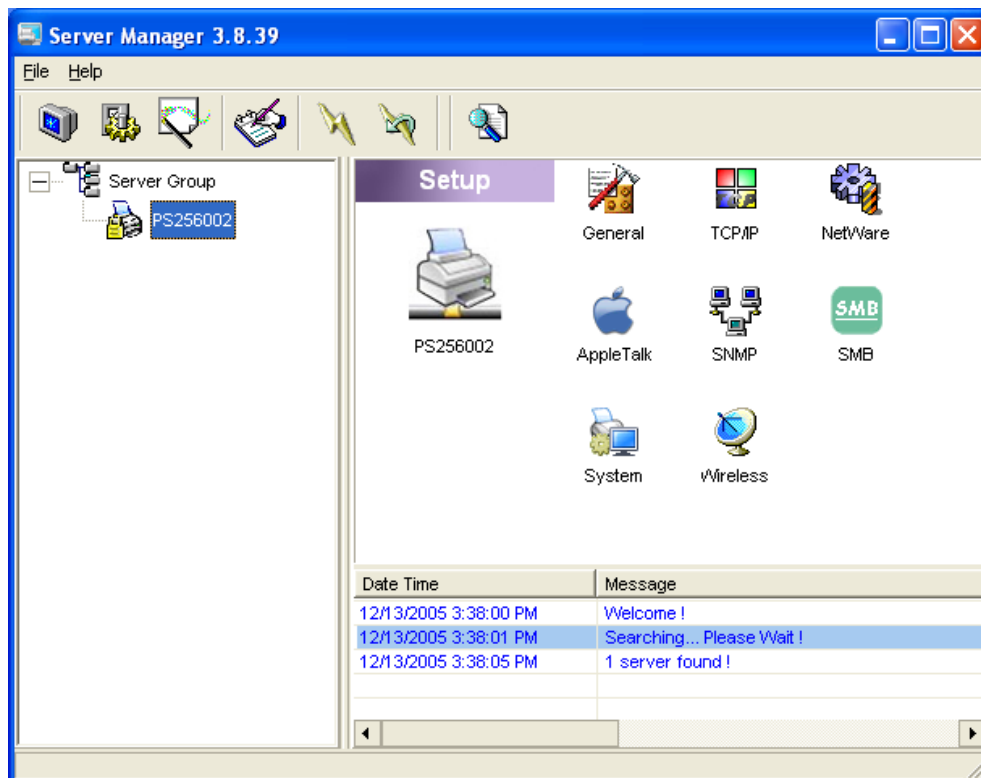 Server Manager 3.8.39
File Help
Server Group
PS256002
Setup
PS256002
General TCP/IP NetWare
AppleTalk SNMP SMB
SMB
System Wireless
Date Time Message
12/13/2005 3:38:00 PM Welcome !
12/13/2005 3:38:01 PM Searching... Please Wait !
12/13/2005 3:38:05 PM 1 server found !